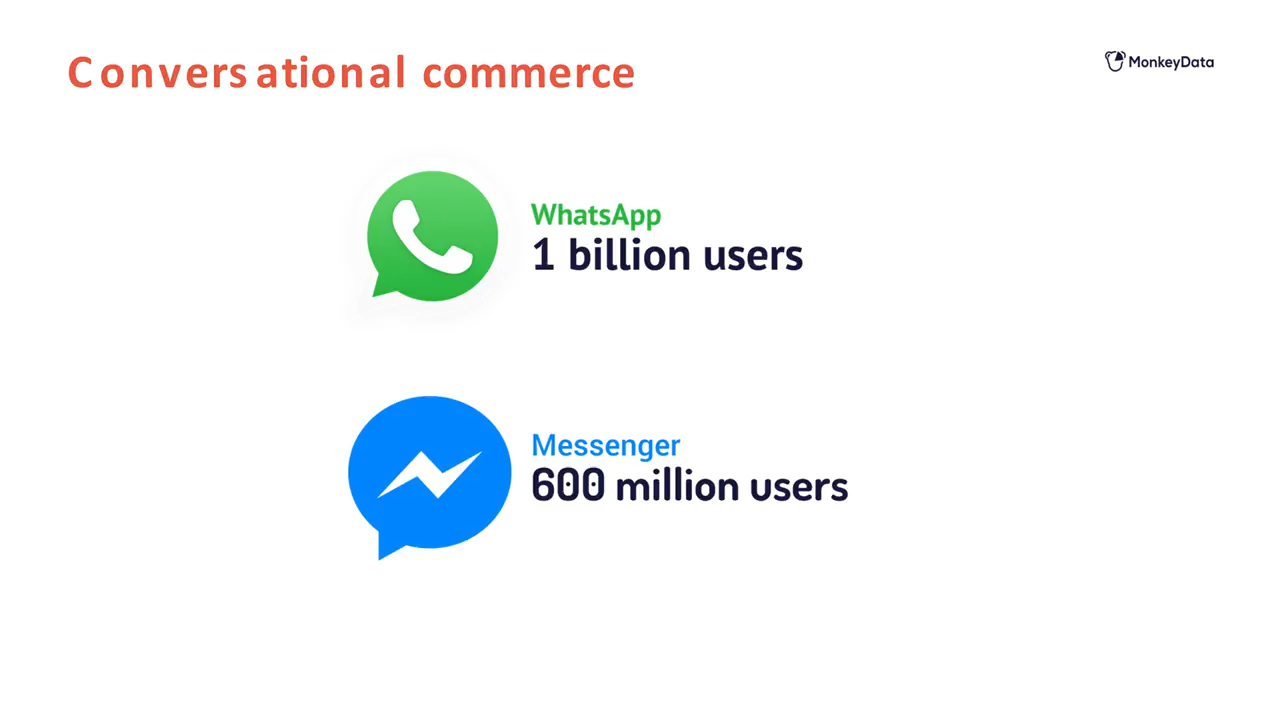 Conversational commerce
MonkeyData
WhatsApp
1 billion users
Messenger
600 million users